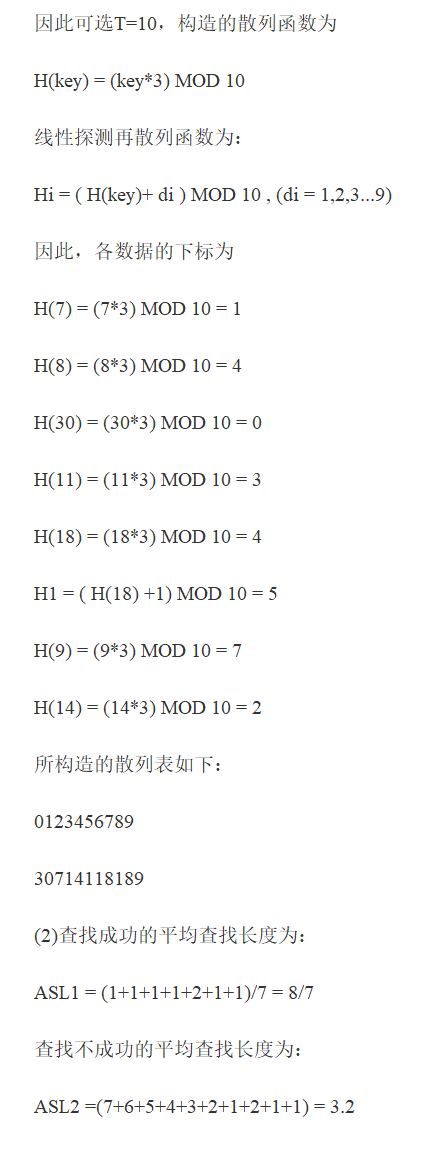 因此可选T=10，构造的散列函数为
H(key) = (key*3) MOD 10
线性探测再散列函数为：
Hi = ( H(key)+ di ) MOD 10 , (di = 1,2,3...9)
因此，各数据的下标为
H(7) = (7*3) MOD 10 = 1
H(8) = (8*3) MOD 10 = 4
H(30) = (30*3) MOD 10 = 0
H(11) = (11*3) MOD 10 = 3
H(18) = (18*3) MOD 10 = 4
H1 = ( H(18) +1) MOD 10 = 5
H(9) = (9*3) MOD 10 = 7
H(14) = (14*3) MOD 10 = 2
所构造的散列表如下：
0123456789
30714118189
(2)查找成功的平均查找长度为：
ASL1 = (1+1+1+1+2+1+1)/7 = 8/7
查找不成功的平均查找长度为：
ASL2 =(7+6+5+4+3+2+1+2+1+1) = 3.2